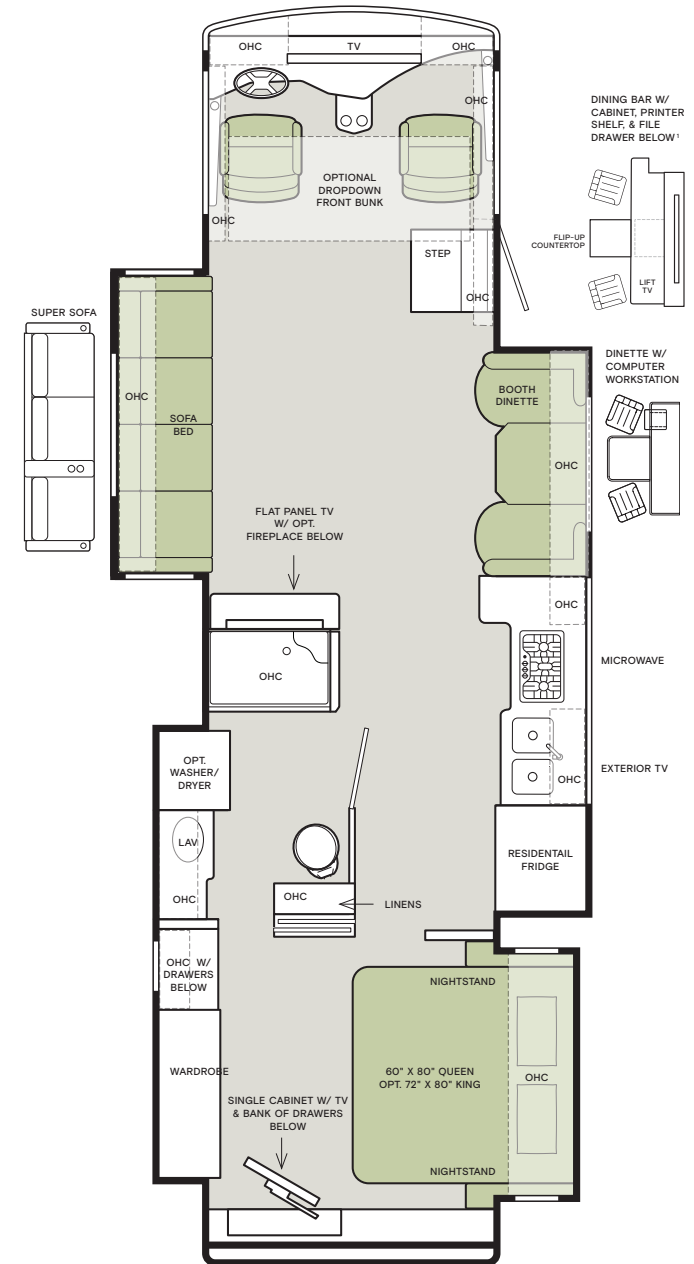 OHC
TV
OHC
OHC
DINING BAR W/
CABINET, PRINTER
SHELF, & FILE
DRAWER BELOW¹
OPTIONAL
DROPDOWN
FRONT BUNK
OHC
FLIP-UP
COUNTERTOP
STEP
LIFT
TV
OHC
SUPER SOFA
DINETTE W/
COMPUTER
WORKSTATION
BOOTH
DINETTE
OHC
SOFA
BED
OHC
FLAT PANEL TV
W/ OPT.
FIREPLACE BELOW
OHC
MICROWAVE
OHC
OPT.
WASHER/
DRYER
EXTERIOR TV
OHC
LAV
RESIDENTAIL
FRIDGE
OHC
OHC
LINENS
OHC W/
DRAWERS
BELOW
NIGHTSTAND
WARDROBE
60" X 80" QUEEN
OPT. 72" X 80" KING
OHC
SINGLE CABINET W/ TV
& BANK OF DRAWERS
BELOW
NIGHTSTAND